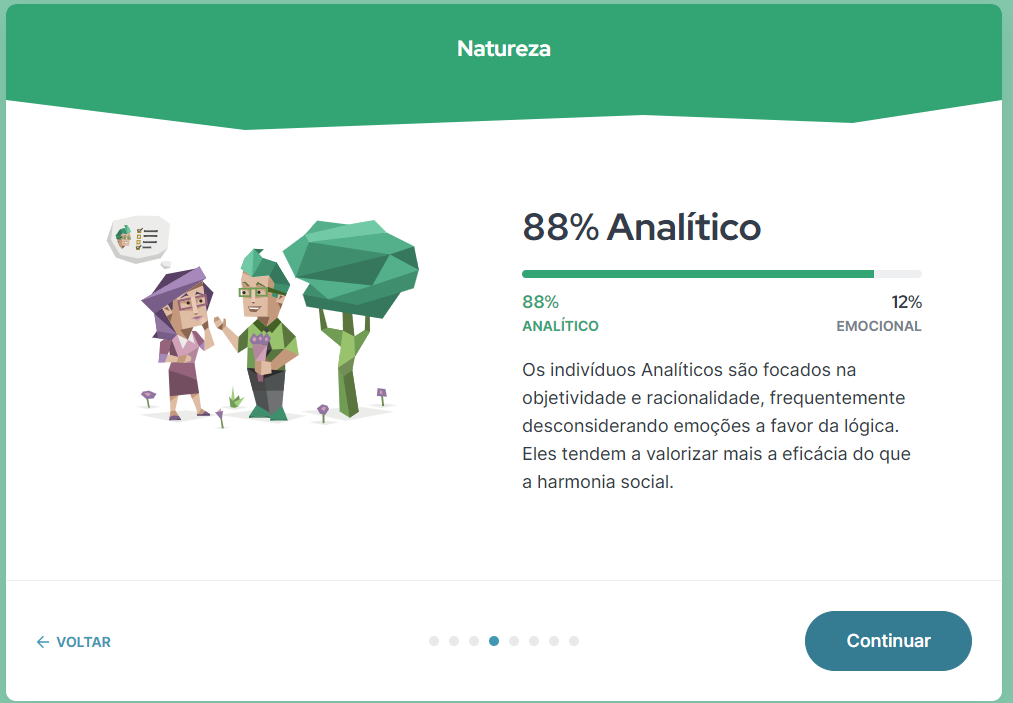 Natureza
88% Analítico
88%
12%
ANALÍTICO
EMOCIONAL
Os indivíduos Analíticos são focados na
objetividade e racionalidade, frequentemente
desconsiderando emoções a favor da lógica.
Eles tendem a valorizar mais a eficácia do que
a harmonia social.
← VOLTAR
Continuar